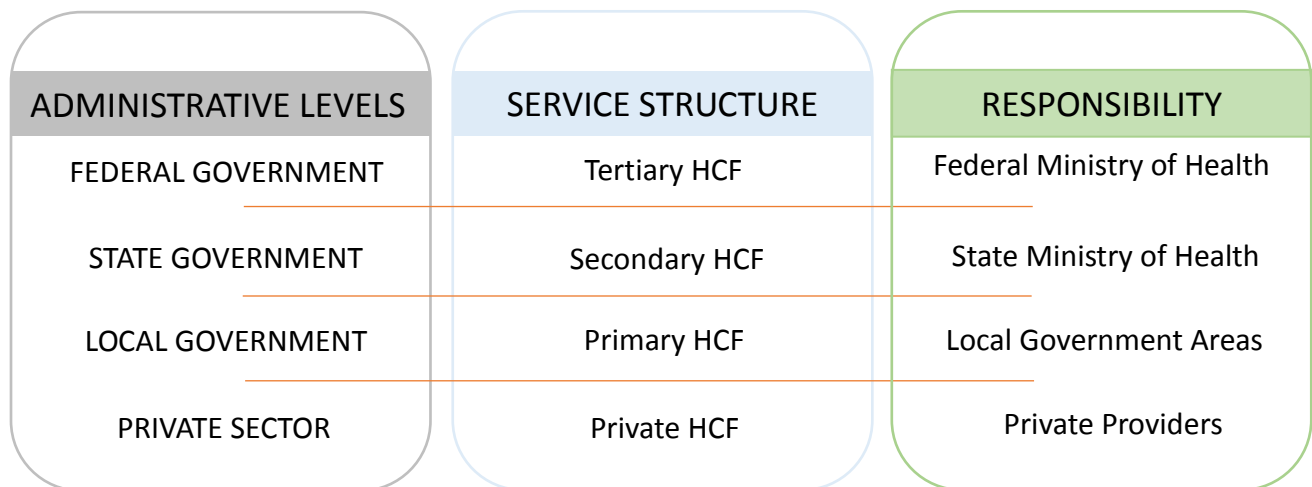 ADMINISTRATIVE LEVELS
SERVICE STRUCTURE
RESPONSIBILITY
FEDERAL GOVERNMENT
Tertiary HCF
Federal Ministry of Health
STATE GOVERNMENT
Secondary HCF
State Ministry of Health
LOCAL GOVERNMENT
Primary HCF
Local Government Areas
PRIVATE SECTOR
Private HCF
Private Providers